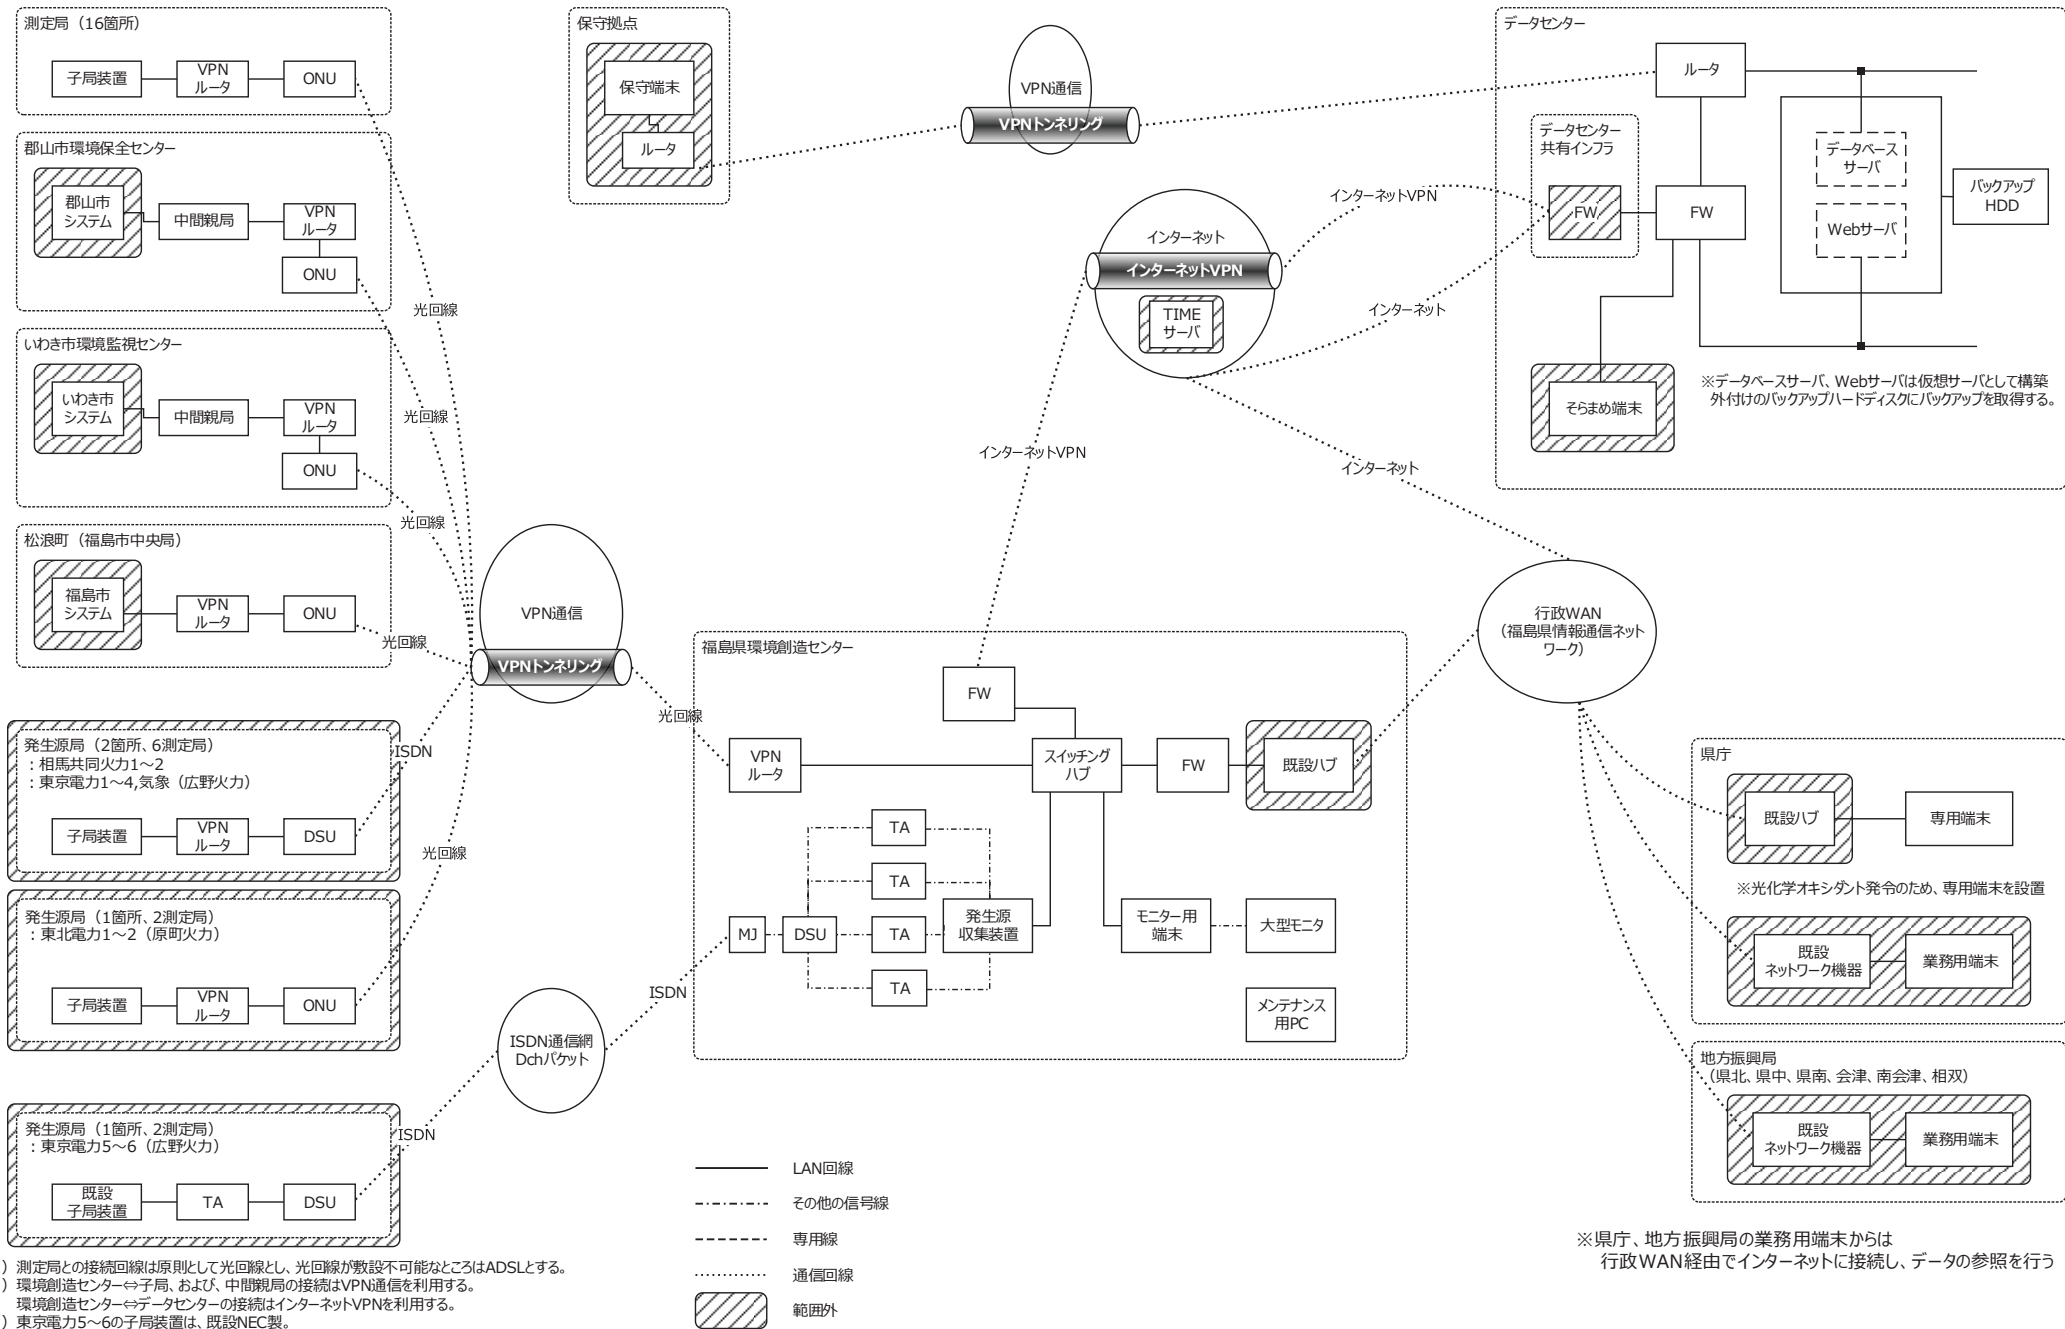 測定局（16箇所）
子局装置
VPN
ルータ
ONU
光回線
郡山市環境保全センター
郡山市
システム
中間親局
VPN
ルータ
ONU
光回線
いわき市環境監視センター
いわき市
システム
中間親局
VPN
ルータ
ONU
光回線
松浪町（福島市中央局）
福島市
システム
VPN
ルータ
ONU
光回線
発生源局（2箇所、6測定局）
：相馬共同火力1～2
：東京電力1～4,気象（広野火力）
子局装置
VPN
ルータ
DSU
ISDN
発生源局（1箇所、2測定局）
：東北電力1～2（原町火力）
子局装置
VPN
ルータ
ONU
光回線
発生源局（1箇所、2測定局）
：東京電力5～6（広野火力）
既設
子局装置
TA
DSU
ISDN
）測定局との接続回線は原則として光回線とし、光回線が敷設不可能なところはADSLとする。
）環境創造センター⇔子局、および、中間親局の接続はVPN通信を利用する。
環境創造センター⇔データセンターの接続はインターネットVPNを利用する。
）東京電力5～6の子局装置は、既設NEC製。
保守拠点
保守端末
ルータ
VPN通信
VPNトンネリング
VPN通信
VPNトンネリング
光回線
ISDN通信網
Dchパケット
ISDN
インターネット
インターネットVPN
TIME
サーバ
インターネットVPN
インターネット
インターネットVPN
インターネット
福島県環境創造センター
FW
VPN
ルータ
スイッチング
ハブ
FW
既設ハブ
TA
TA
TA
TA
MJ
DSU
発生源
収集装置
モニター用
端末
大型モニタ
メンテナンス
用PC
LAN回線
その他の信号線
専用線
通信回線
範囲外
データセンター
ルータ
データセンター
共有インフラ
FW
FW
データベース
サーバ
Webサーバ
バックアップ
HDD
そらまめ端末
※データベースサーバ、Webサーバは仮想サーバとして構築
外付けのバックアップハードディスクにバックアップを取得する。
行政WAN
（福島県情報通信ネット
ワーク）
県庁
既設ハブ
専用端末
※光化学オキシダント発令のため、専用端末を設置
既設
ネットワーク機器
業務用端末
地方振興局
（県北、県中、県南、会津、南会津、相双）
既設
ネットワーク機器
業務用端末
※県庁、地方振興局の業務用端末からは
行政WAN経由でインターネットに接続し、データの参照を行う